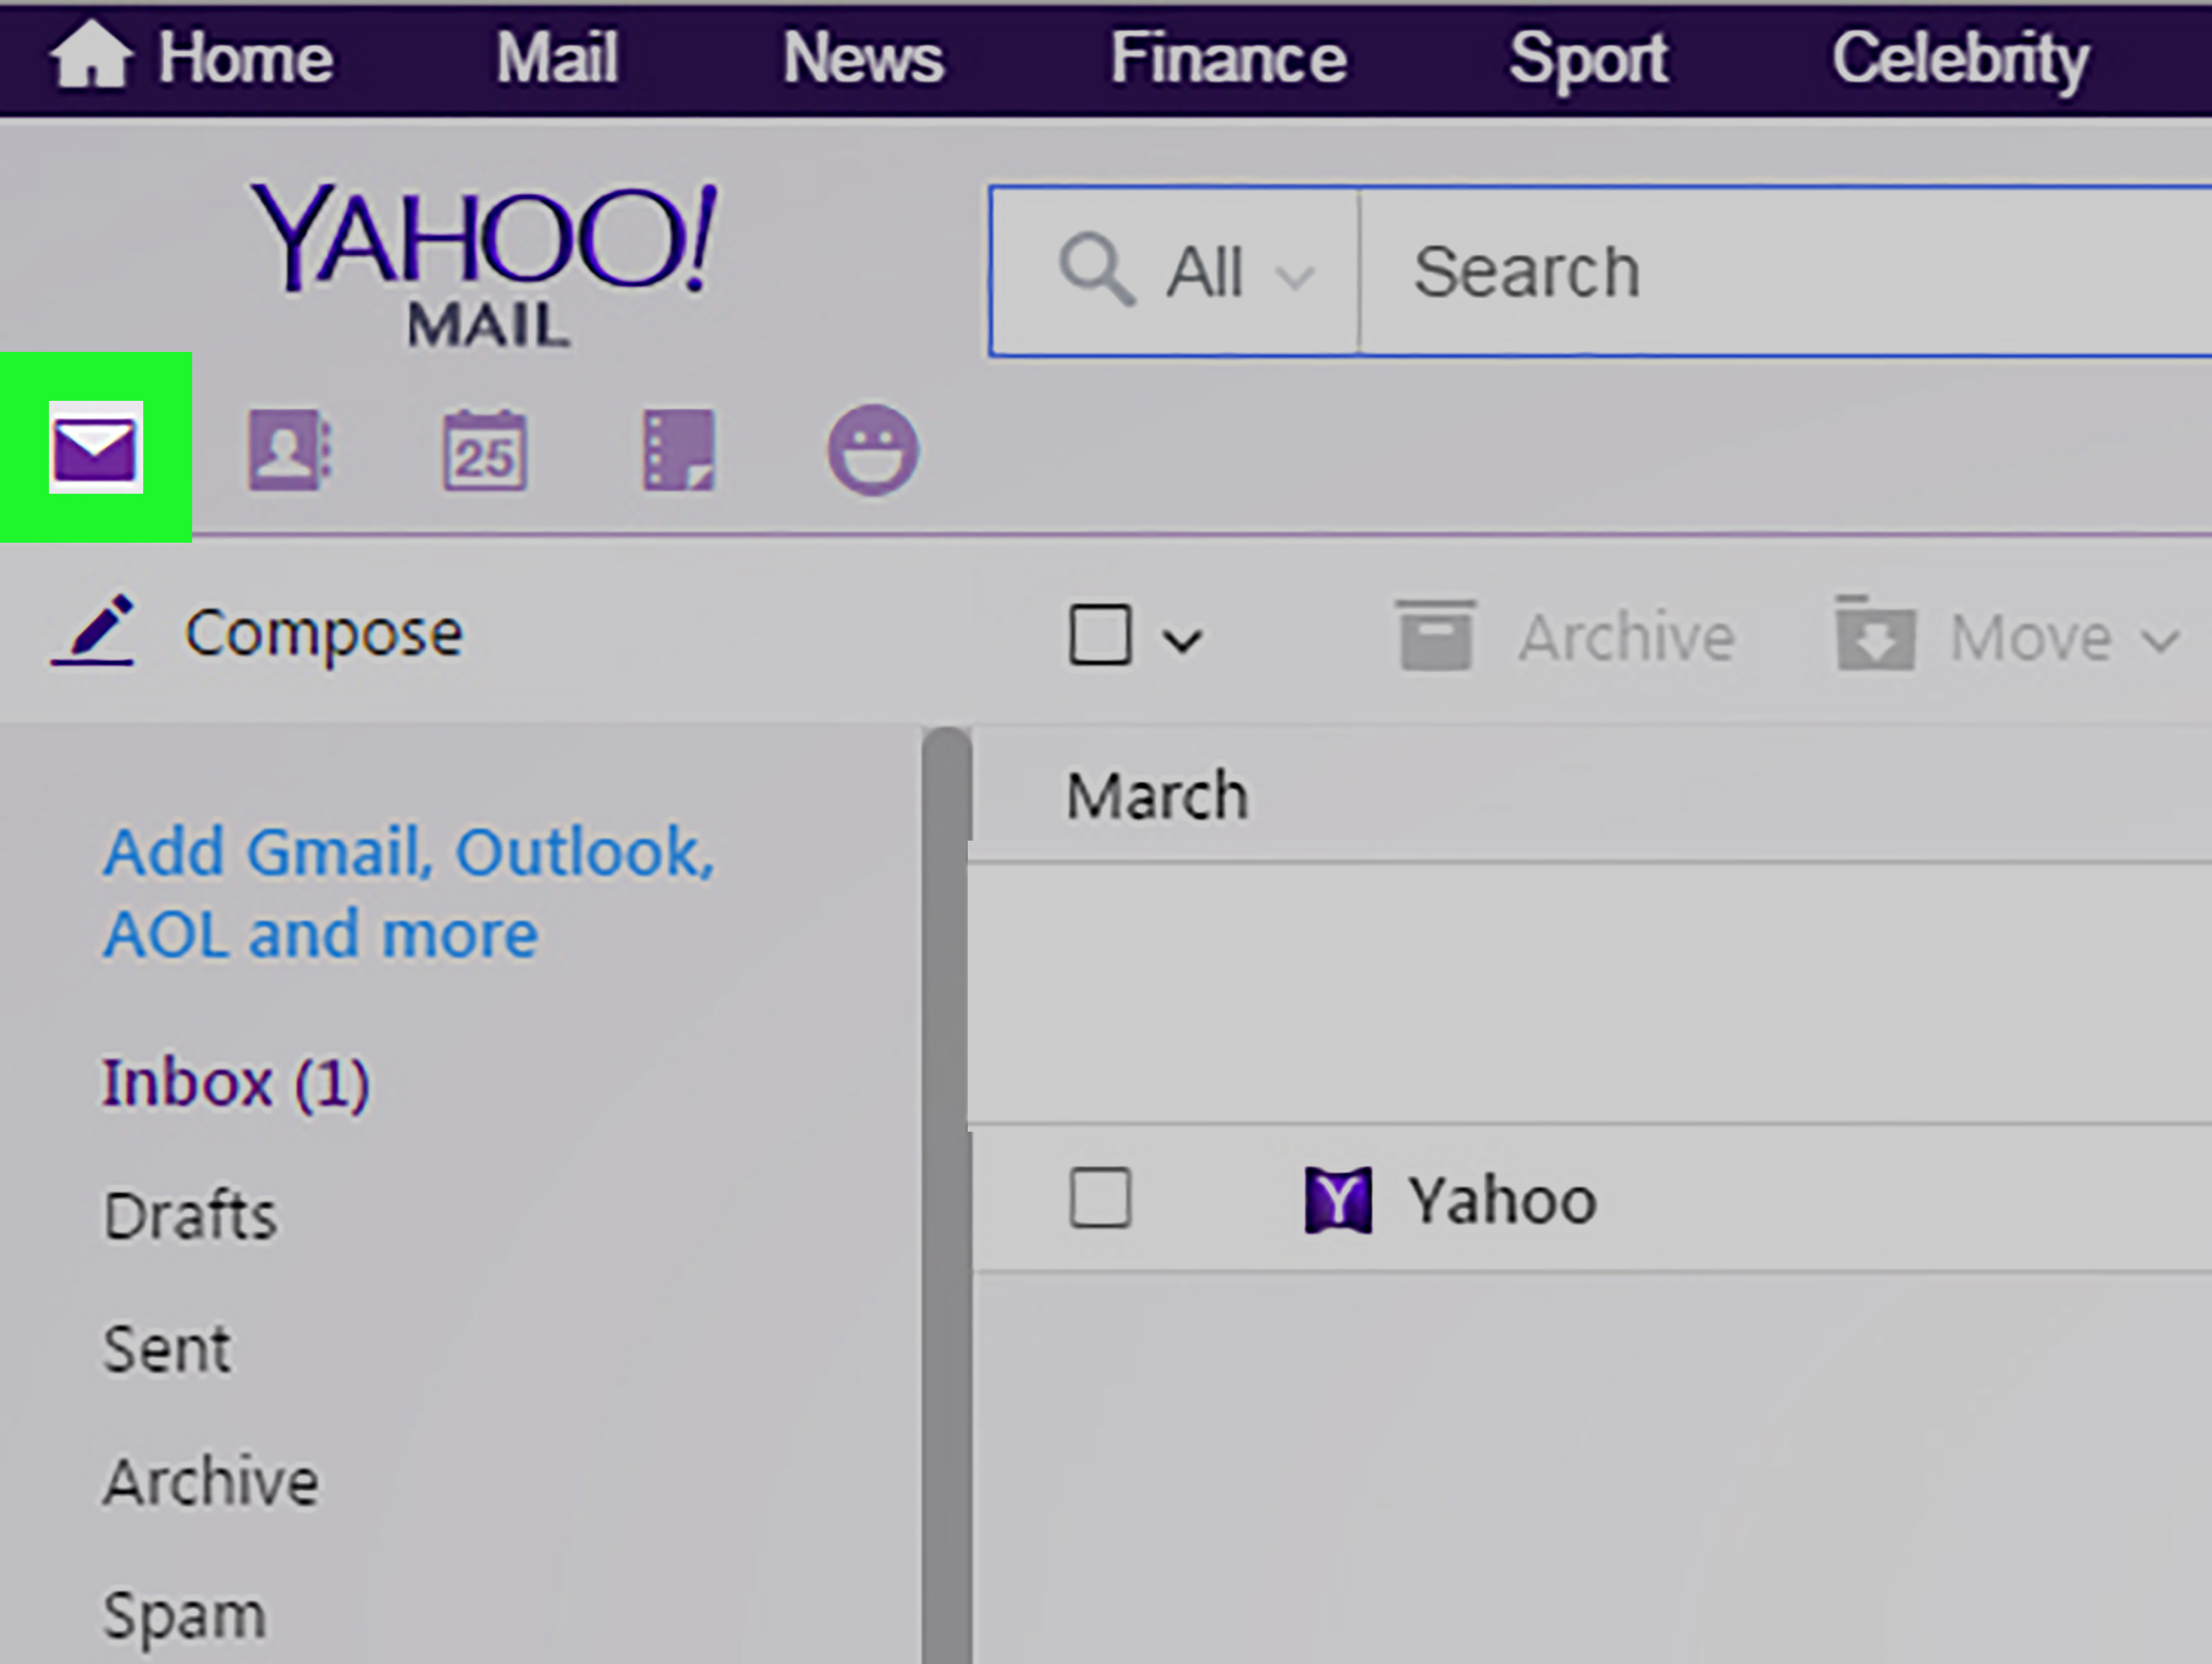 Home Mail News Finance Sport Celebrity
YAHOO!
MAIL
All Search
25
Compose
Archive Move
March
Add Gmail, Outlook,
AOL and more
Inbox (1)
Drafts
Y Yahoo
Sent
Archive
Spam